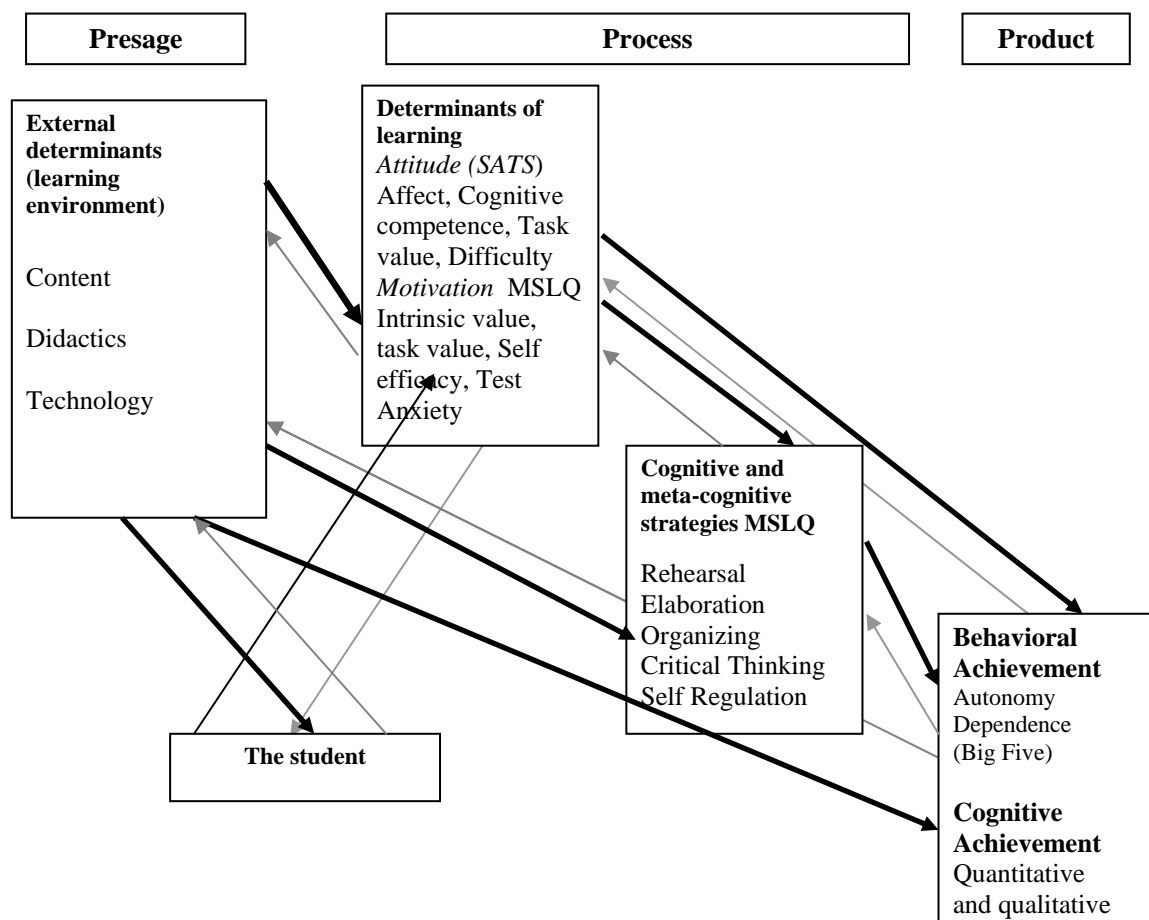 Presage
Process
Product
External
determinants
(learning
environment)
Content
Didactics
Technology
Determinants of
learning
Attitude (SATS)
Affect, Cognitive
competence, Task
value, Difficulty
Motivation MSLQ
Intrinsic value,
task value, Self
efficacy, Test
Anxiety
Cognitive and
meta-cognitive
strategies MSLQ
Rehearsal
Elaboration
Organizing
Critical Thinking
Self Regulation
The student
Behavioral
Achievement
Autonomy
Dependence
(Big Five)
Cognitive
Achievement
Quantitative
and qualitative